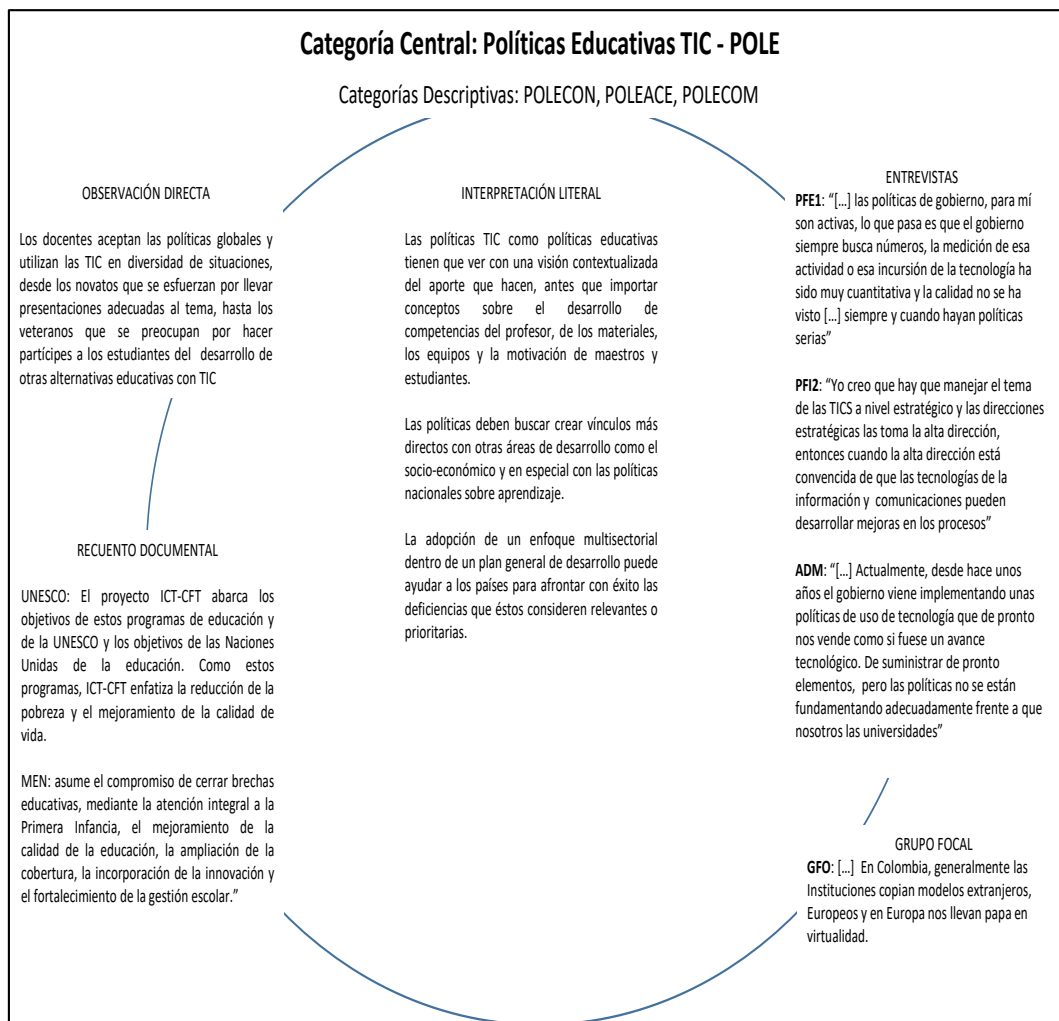 Categoría Central: Políticas Educativas TIC - POLE
Categorías Descriptivas: POLECON, POLEACE, POLECOM
OBSERVACIÓN DIRECTA
Los docentes aceptan las políticas globales y
utilizan las TIC en diversidad de situaciones,
desde los novatos que se esfuerzan por llevar
presentaciones adecuadas al tema, hasta los
veteranos que se preocupan por hacer
partícipes a los estudiantes del desarrollo de
otras alternativas educativas con TIC
RECUENTO DOCUMENTAL
UNESCO: El proyecto ICT-CFT abarca los
objetivos de estos programas de educación y
de la UNESCO y los objetivos de las Naciones
Unidas de la educación. Como estos
programas, ICT-CFT enfatiza la reducción de la
pobreza y el mejoramiento de la calidad de
vida.
MEN: asume el compromiso de cerrar brechas
educativas, mediante la atención integral a la
Primera Infancia, el mejoramiento de la
calidad de la educación, la ampliación de la
cobertura, la incorporación de la innovación y
el fortalecimiento de la gestión escolar.”
INTERPRETACIÓN LITERAL
Las políticas TIC como políticas educativas
tienen que ver con una visión contextualizada
del aporte que hacen, antes que importar
conceptos sobre el desarrollo de
competencias del profesor, de los materiales,
los equipos y la motivación de maestros y
estudiantes.
Las políticas deben buscar crear vínculos más
directos con otras áreas de desarrollo como el
socio-económico y en especial con las políticas
nacionales sobre aprendizaje.
La adopción de un enfoque multisectorial
dentro de un plan general de desarrollo puede
ayudar a los países para afrontar con éxito las
deficiencias que éstos consideren relevantes o
prioritarias.
ENTREVISTAS
PFE1: “[…] las políticas de gobierno, para mí
son activas, lo que pasa es que el gobierno
siempre busca números, la medición de esa
actividad o esa incursión de la tecnología ha
sido muy cuantitativa y la calidad no se ha
visto […] siempre y cuando hayan políticas
serias”
PFI2: “Yo creo que hay que manejar el tema
de las TICS a nivel estratégico y las direcciones
estratégicas las toma la alta dirección,
entonces cuando la alta dirección está
convencida de que las tecnologías de la
información y comunicaciones pueden
desarrollar mejoras en los procesos”
ADM: “[…] Actualmente, desde hace unos
años el gobierno viene implementando unas
políticas de uso de tecnología que de pronto
nos vende como si fuese un avance
tecnológico. De suministrar de pronto
elementos, pero las políticas no se están
fundamentando adecuadamente frente a que
nosotros las universidades”
GRUPO FOCAL
GFO: […] En Colombia, generalmente las
Instituciones copian modelos extranjeros,
Europeos y en Europa nos llevan papa en
virtualidad.